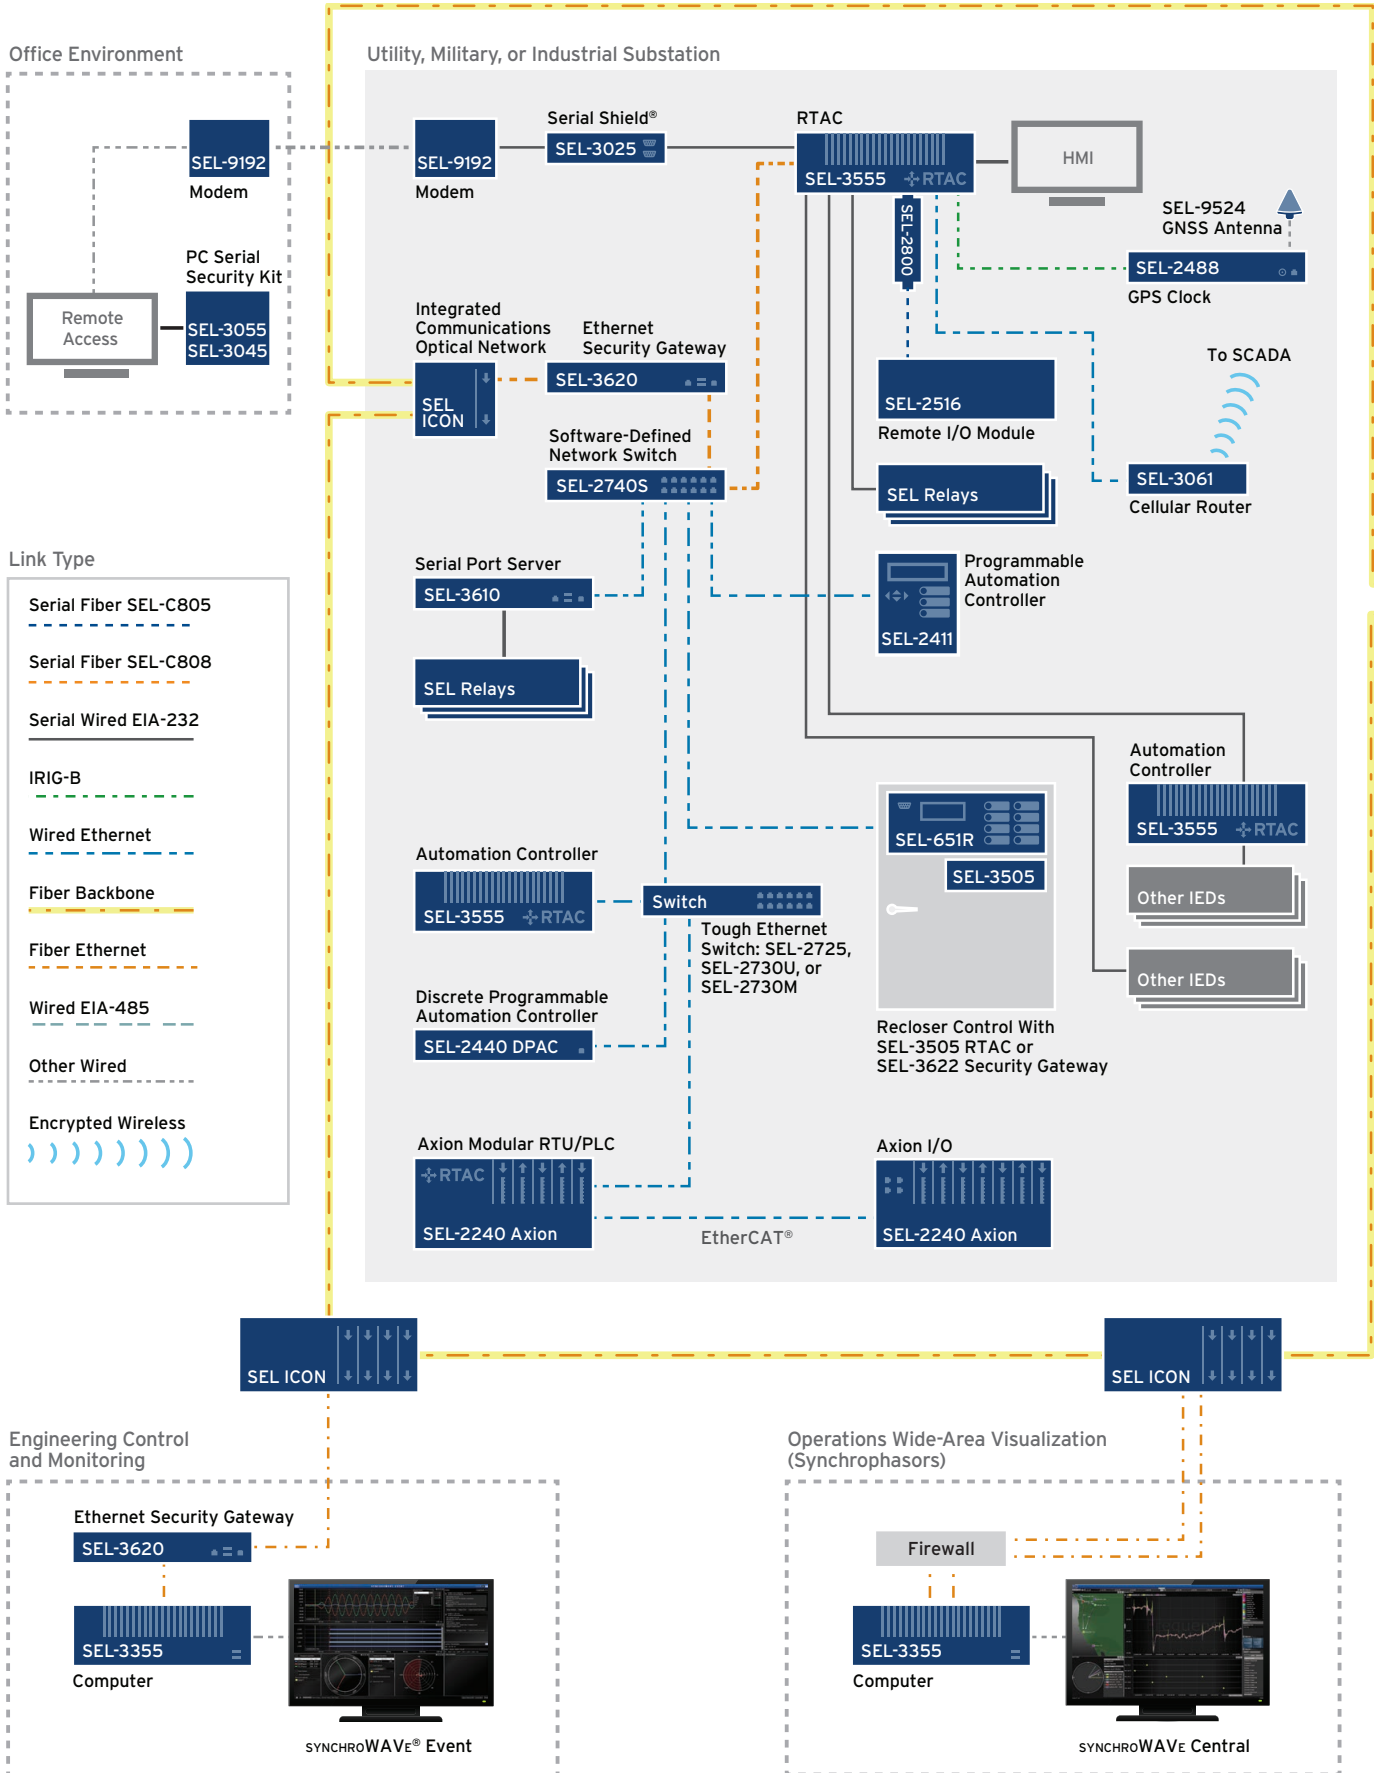 Office Environment
SEL-9192
Modem
PC Serial
Security Kit
Remote
Access
SEL-3055
SEL-3045
Utility, Military, or Industrial Substation
SEL-9192
Modem
Serial Shield®
SEL-3025
RTAC
SEL-3555
RTAC
HMI
SEL-2800
SEL-9524
GNSS Antenna
SEL-2488
GPS Clock
Integrated
Communications
Optical Network
SEL
ICON
Ethernet
Security Gateway
SEL-3620
Software-Defined
Network Switch
SEL-2740S
SEL-2516
Remote I/O Module
To SCADA
SEL-3061
Cellular Router
SEL Relays
Serial Port Server
SEL-3610
SEL Relays
Programmable
Automation
Controller
SEL-2411
Automation
Controller
SEL-3555
RTAC
Other IEDs
Other IEDs
SEL-651R
SEL-3505
Recloser Control With
SEL-3505 RTAC or
SEL-3622 Security Gateway
Automation Controller
SEL-3555
RTAC
Switch
Tough Ethernet
Switch: SEL-2725,
SEL-2730U, or
SEL-2730M
Discrete Programmable
Automation Controller
SEL-2440 DPAC
Axion Modular RTU/PLC
RTAC
SEL-2240 Axion
EtherCAT®
Axion I/O
SEL-2240 Axion
Link Type
Serial Fiber SEL-C805
Serial Fiber SEL-C808
Serial Wired EIA-232
IRIG-B
Wired Ethernet
Fiber Backbone
Fiber Ethernet
Wired EIA-485
Other Wired
Encrypted Wireless
SEL ICON
SEL ICON
Engineering Control
and Monitoring
Ethernet Security Gateway
SEL-3620
SEL-3355
Computer
SYNCHROWAVE® Event
Operations Wide-Area Visualization
(Synchrophasors)
Firewall
SEL-3355
Computer
SYNCHROWAVE Central